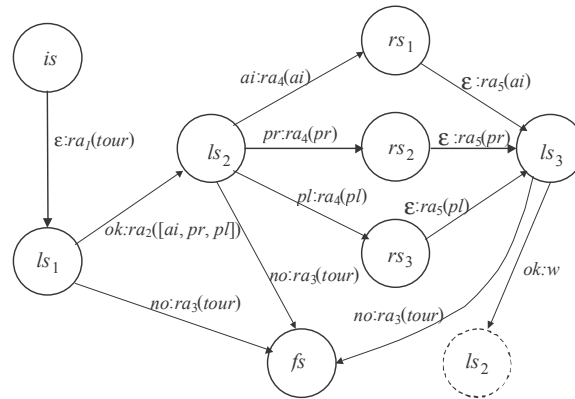 rs₁
is
ai:ra₄(ai)
ε:ra₅(ai)
ε:ra₁(tour)
ls₂
pr:ra₄(pr)
rs₂
ε:ra₅(pr)
ls₃
pl:ra₄(pl)
ε:ra₅(pl)
ok:ra₂([ai, pr, pl])
ls₁
rs₃
no:ra₃(tour)
ok:w
no:ra₃(tour)
no:ra₃(tour)
fs
ls₂